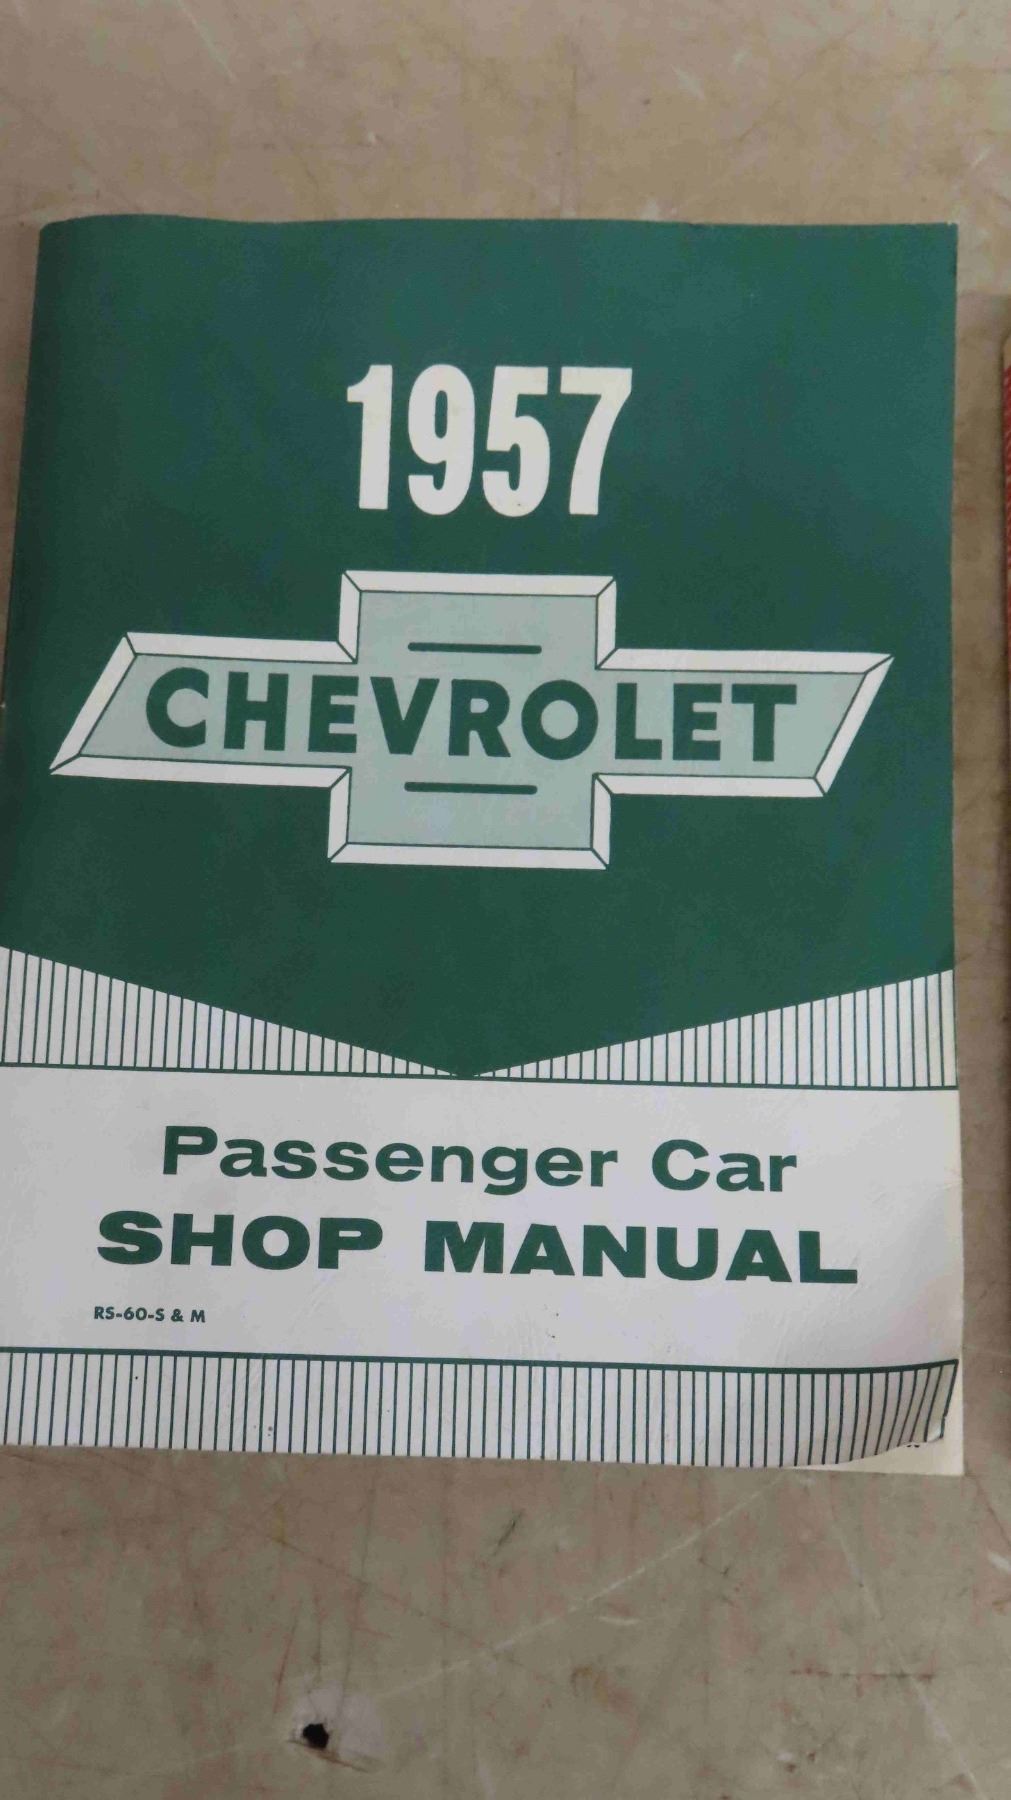 1957
CHEVROLET
Passenger Car
SHOP MANUAL
RS-60-S & M